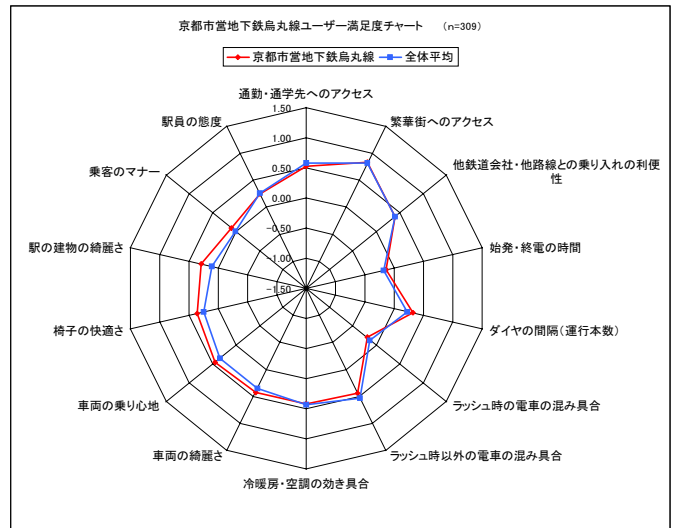 京都市営地下鉄烏丸線ユーザー満足度チャート (n=309)
京都市営地下鉄烏丸線 全体平均
通勤・通学先へのアクセス
繁華街へのアクセス
他鉄道会社・他路線との乗り入れの利便
性
始発・終電の時間
ダイヤの間隔(運行本数)
ラッシュ時の電車の混み具合
ラッシュ時以外の電車の混み具合
冷暖房・空調の効き具合
車両の綺麗さ
車両の乗り心地
椅子の快適さ
駅の建物の綺麗さ
乗客のマナー
駅員の態度
1.50
1.00
0.50
0.00
-0.50
-1.00
-1.50